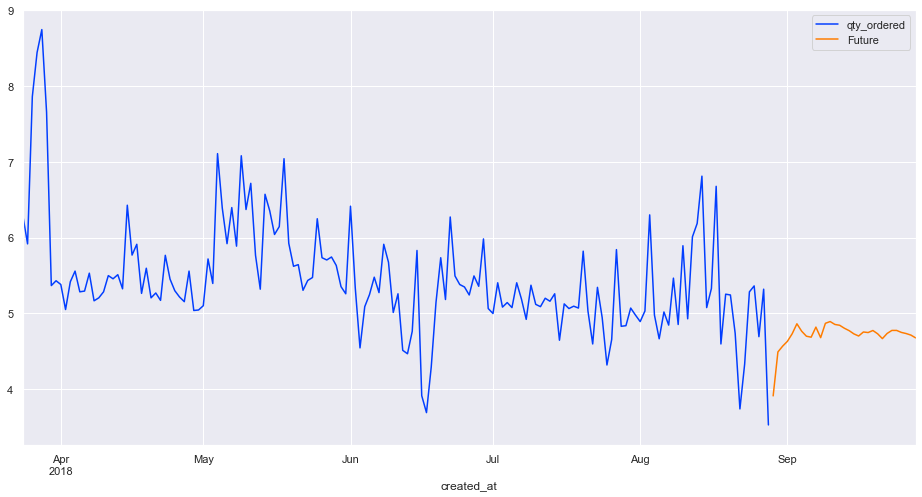 9
8
7
6
5
4
qty_ordered
Future
Apr
2018
May
Jun
Jul
Aug
Sep
created_at